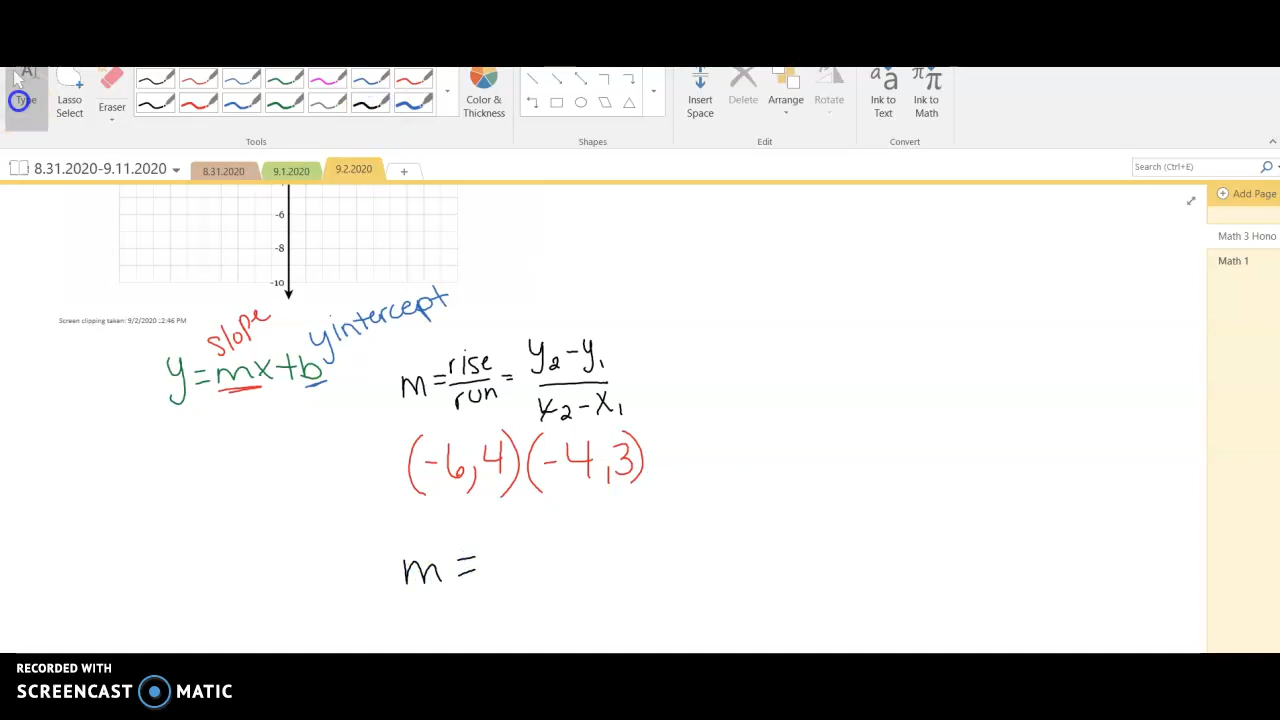 Type
Lasso Select
Eraser
Color & Thickness
Insert Space
Delete
Arrange
Rotate
Ink to Text
Ink to Math
Tools
Shapes
Edit
Convert
8.31.2020-9.11.2020
8.31.2020
9.1.2020
9.2.2020
+
Search (Ctrl+E)
Add Page
Math 3 Hono
Math 1
-6
-8
-10
Screen clipping taken: 9/2/2020 12:46 PM
slope
y intercept
y = mx + b
m = rise/run = y₂ - y₁ / x₂ - x₁
(-6, 4) (-4, 3)
m =
RECORDED WITH
SCREENCAST MATIC